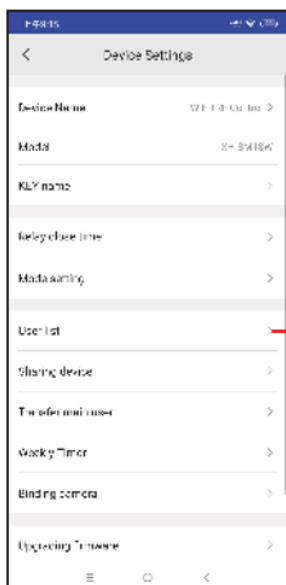 Device Settings
Device Name
Model
KEY name
Relay close time
Mode setting
User list
Sharing device
Transfer main user
Weekly Timer
Binding camera
Upgrading firmware